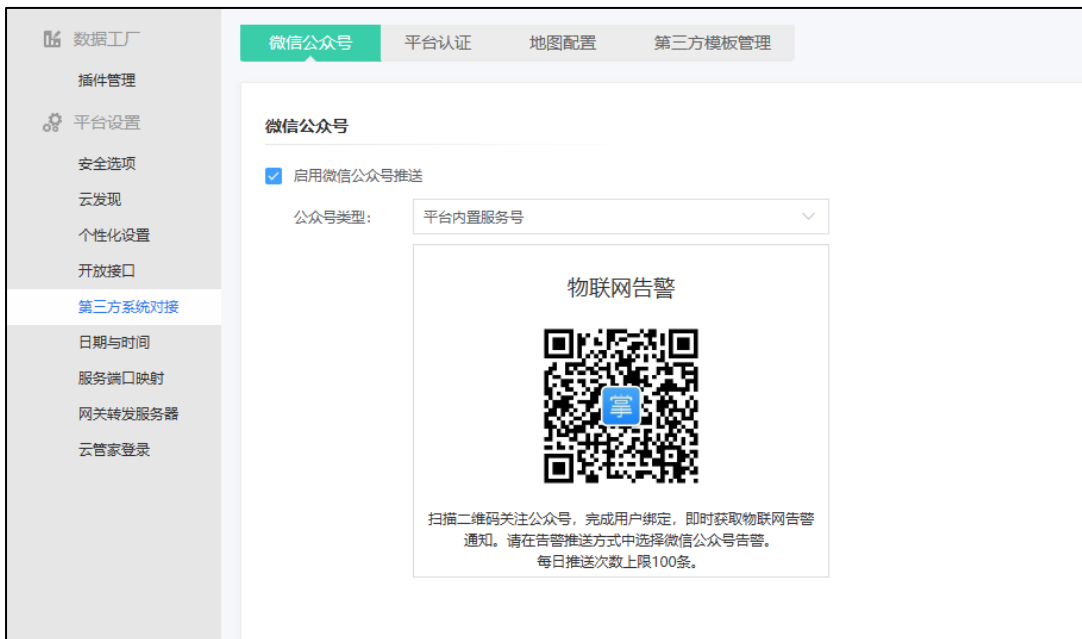 数据工厂
插件管理
平台设置
安全选项
云发现
个性化设置
开放接口
第三方系统对接
日期与时间
服务端口映射
网关转发服务器
云管家登录
微信公众号 平台认证 地图配置 第三方模板管理
微信公众号
启用微信公众号推送
公众号类型: 平台内置服务号
物联网告警
掌
扫描二维码关注公众号，完成用户绑定，即时获取物联网告警
通知。请在告警推送方式中选择微信公众号告警。
每日推送次数上限100条。